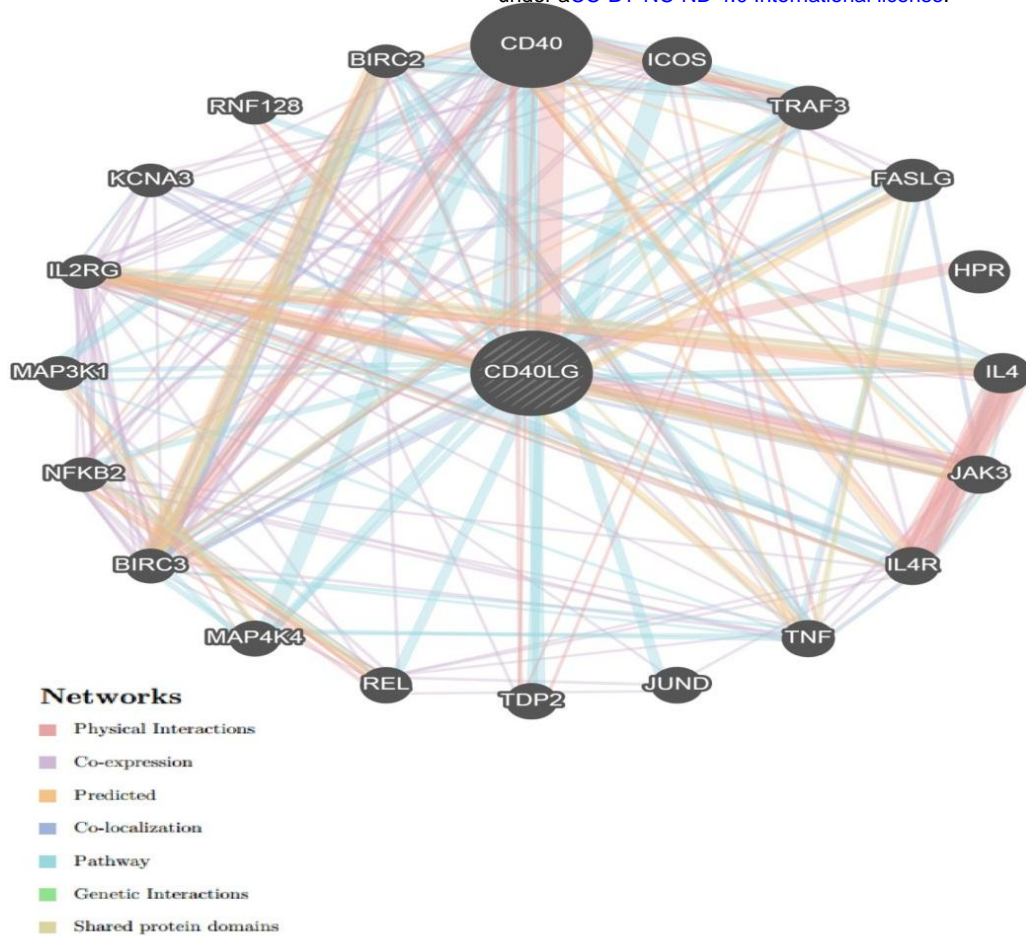 CD40
ICOS
BIRC2
TRAF3
RNF128
FASLG
KCNA3
HPR
IL2RG
MAP3K1
CD40LG
IL4
NFKB2
JAK3
BIRC3
IL4R
MAP4K4
TNF
REL
TDP2
JUND
Networks
Physical Interactions
Co-expression
Predicted
Co-localization
Pathway
Genetic Interactions
Shared protein domains